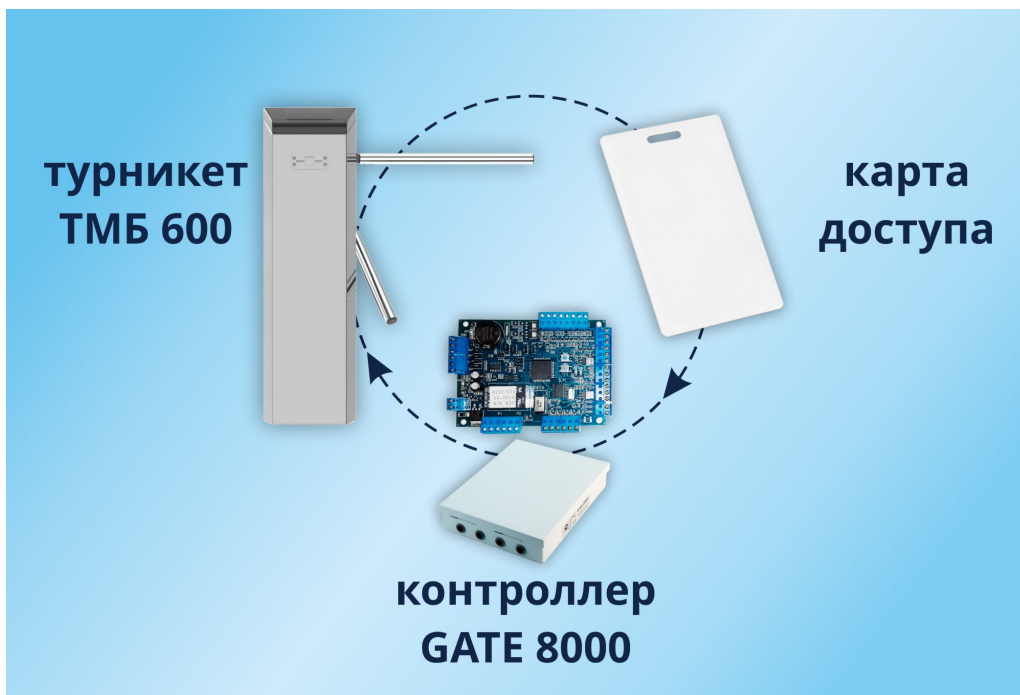 турникет
ТМБ 600
карта
доступа
контроллер
GATE 8000